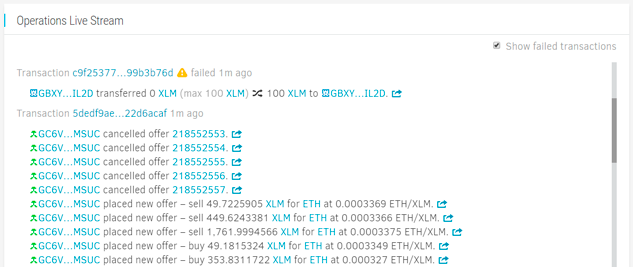 Operations Live Stream
Show failed transactions
Transaction c9f25377...99b3b76d failed 1m ago
GBXY...IL2D transferred 0 XLM (max 100 XLM) 100 XLM to GBXY...IL2D.
Transaction 5dedf9ae...22d6acaf 1m ago
GC6V...MSUC cancelled offer 218552553.
GC6V...MSUC cancelled offer 218552554.
GC6V...MSUC cancelled offer 218552555.
GC6V...MSUC cancelled offer 218552556.
GC6V...MSUC cancelled offer 218552557.
GC6V...MSUC placed new offer – sell 49.7225905 XLM for ETH at 0.0003369 ETH/XLM.
GC6V...MSUC placed new offer – sell 449.6243381 XLM for ETH at 0.0003366 ETH/XLM.
GC6V...MSUC placed new offer – sell 1,761.9994566 XLM for ETH at 0.0003375 ETH/XLM.
GC6V...MSUC placed new offer – buy 49.1815324 XLM for ETH at 0.0003349 ETH/XLM.
GC6V...MSUC placed new offer – buy 353.8311722 XLM for ETH at 0.000327 ETH/XLM.